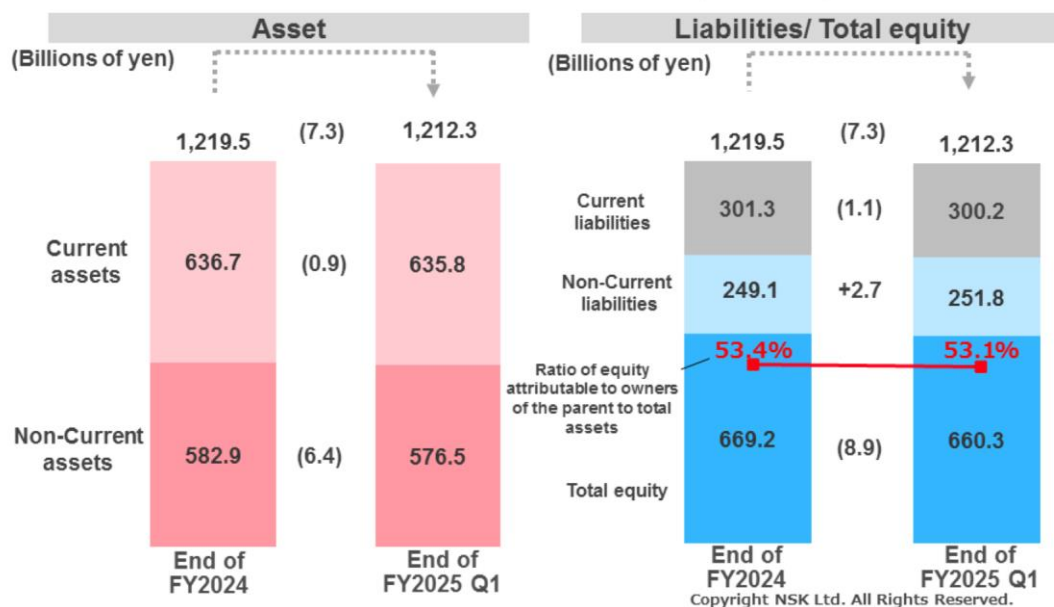 Asset
(Billions of yen)
1,219.5 (7.3) 1,212.3
Current
assets
636.7 (0.9) 635.8
Non-Current
assets
582.9 (6.4) 576.5
End of
FY2024
End of
FY2025 Q1
Liabilities/ Total equity
(Billions of yen)
1,219.5 (7.3) 1,212.3
Current
liabilities
301.3 (1.1) 300.2
Non-Current
liabilities
249.1 +2.7 251.8
53.4% 53.1%
Ratio of equity
attributable to owners
of the parent to total
assets
669.2 (8.9) 660.3
Total equity
End of
FY2024
End of
FY2025 Q1
Copyright NSK Ltd. All Rights Reserved.